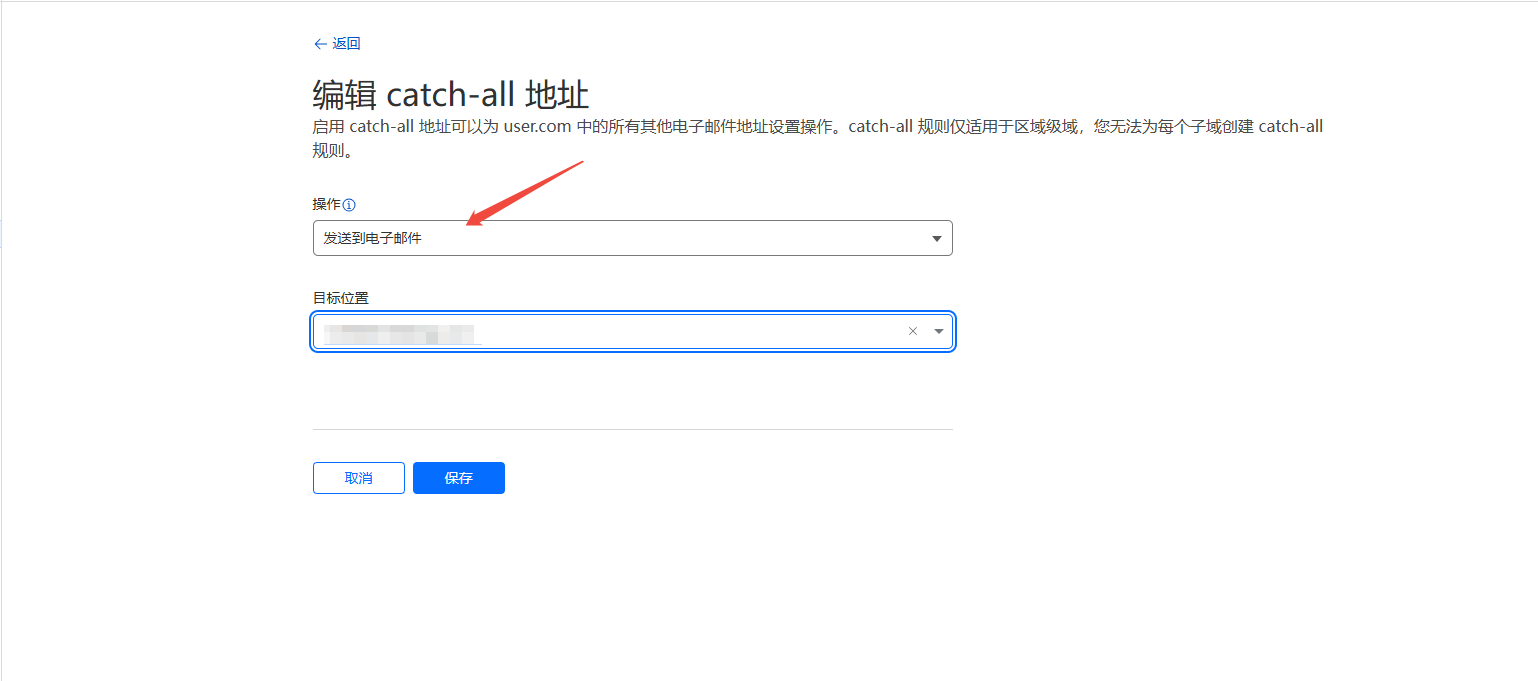 ← 返回
编辑 catch-all 地址
启用 catch-all 地址可以为 user.com 中的所有其他电子邮件地址设置操作。catch-all 规则仅适用于区域级域，您无法为每个子域创建 catch-all
规则。
操作
发送到电子邮件
目标位置
取消 保存